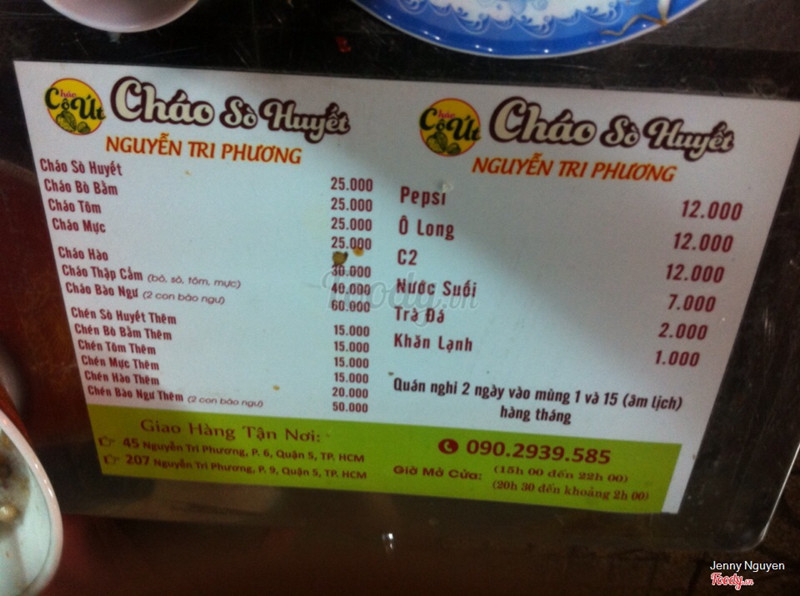 Cháo Cô Út
Cháo Sò Huyết
NGUYỄN TRI PHƯƠNG
Cháo Sò Huyết 25.000
Cháo Bò Bằm 25.000
Cháo Tôm 25.000
Cháo Mực 25.000
Cháo Hào 30.000
Cháo Thập Cẩm (bò, sò, tôm, mực) 40.000
Cháo Bào Ngư (2 con bào ngư) 60.000
Chén Sò Huyết Thêm 15.000
Chén Bò Bằm Thêm 15.000
Chén Tôm Thêm 15.000
Chén Mực Thêm 15.000
Chén Hào Thêm 20.000
Chén Bào Ngư Thêm (2 con bào ngư) 50.000
Giao Hàng Tận Nơi:
45 Nguyễn Tri Phương, P. 6, Quận 5, TP. HCM
207 Nguyễn Tri Phương, P. 9, Quận 5, TP. HCM
Cháo Cô Út
Cháo Sò Huyết
NGUYỄN TRI PHƯƠNG
Pepsi 12.000
Ô Long 12.000
C2 12.000
Nước Suối 7.000
Trà Đá 2.000
Khăn Lạnh 1.000
Quán nghỉ 2 ngày vào mùng 1 và 15 (âm lịch)
hàng tháng
090.2939.585
Giờ Mở Cửa: (15h 00 đến 22h 00)
(20h 30 đến khoảng 2h 00)
Foody.vn
Jenny Nguyen
Foody.vn